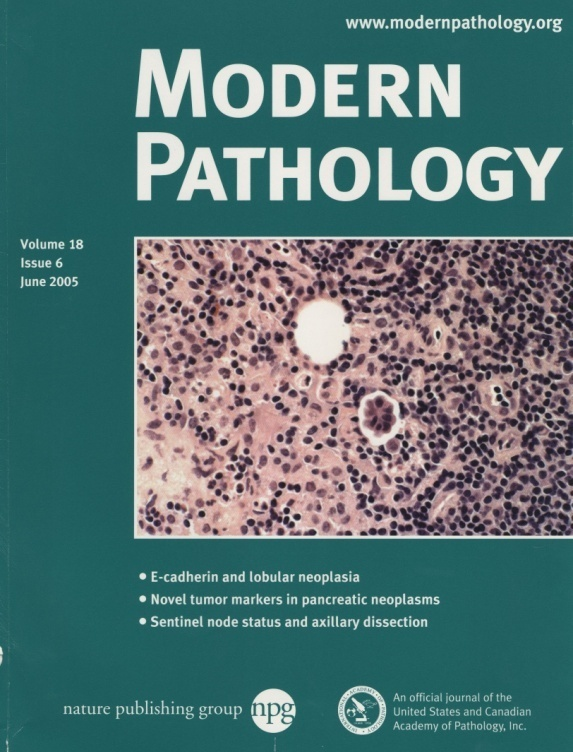 www.modernpathology.org
MODERN
PATHOLOGY
Volume 18
Issue 6
June 2005
• E-cadherin and lobular neoplasia
• Novel tumor markers in pancreatic neoplasms
• Sentinel node status and axillary dissection
nature publishing group npg
An official journal of the
United States and Canadian
Academy of Pathology, Inc.